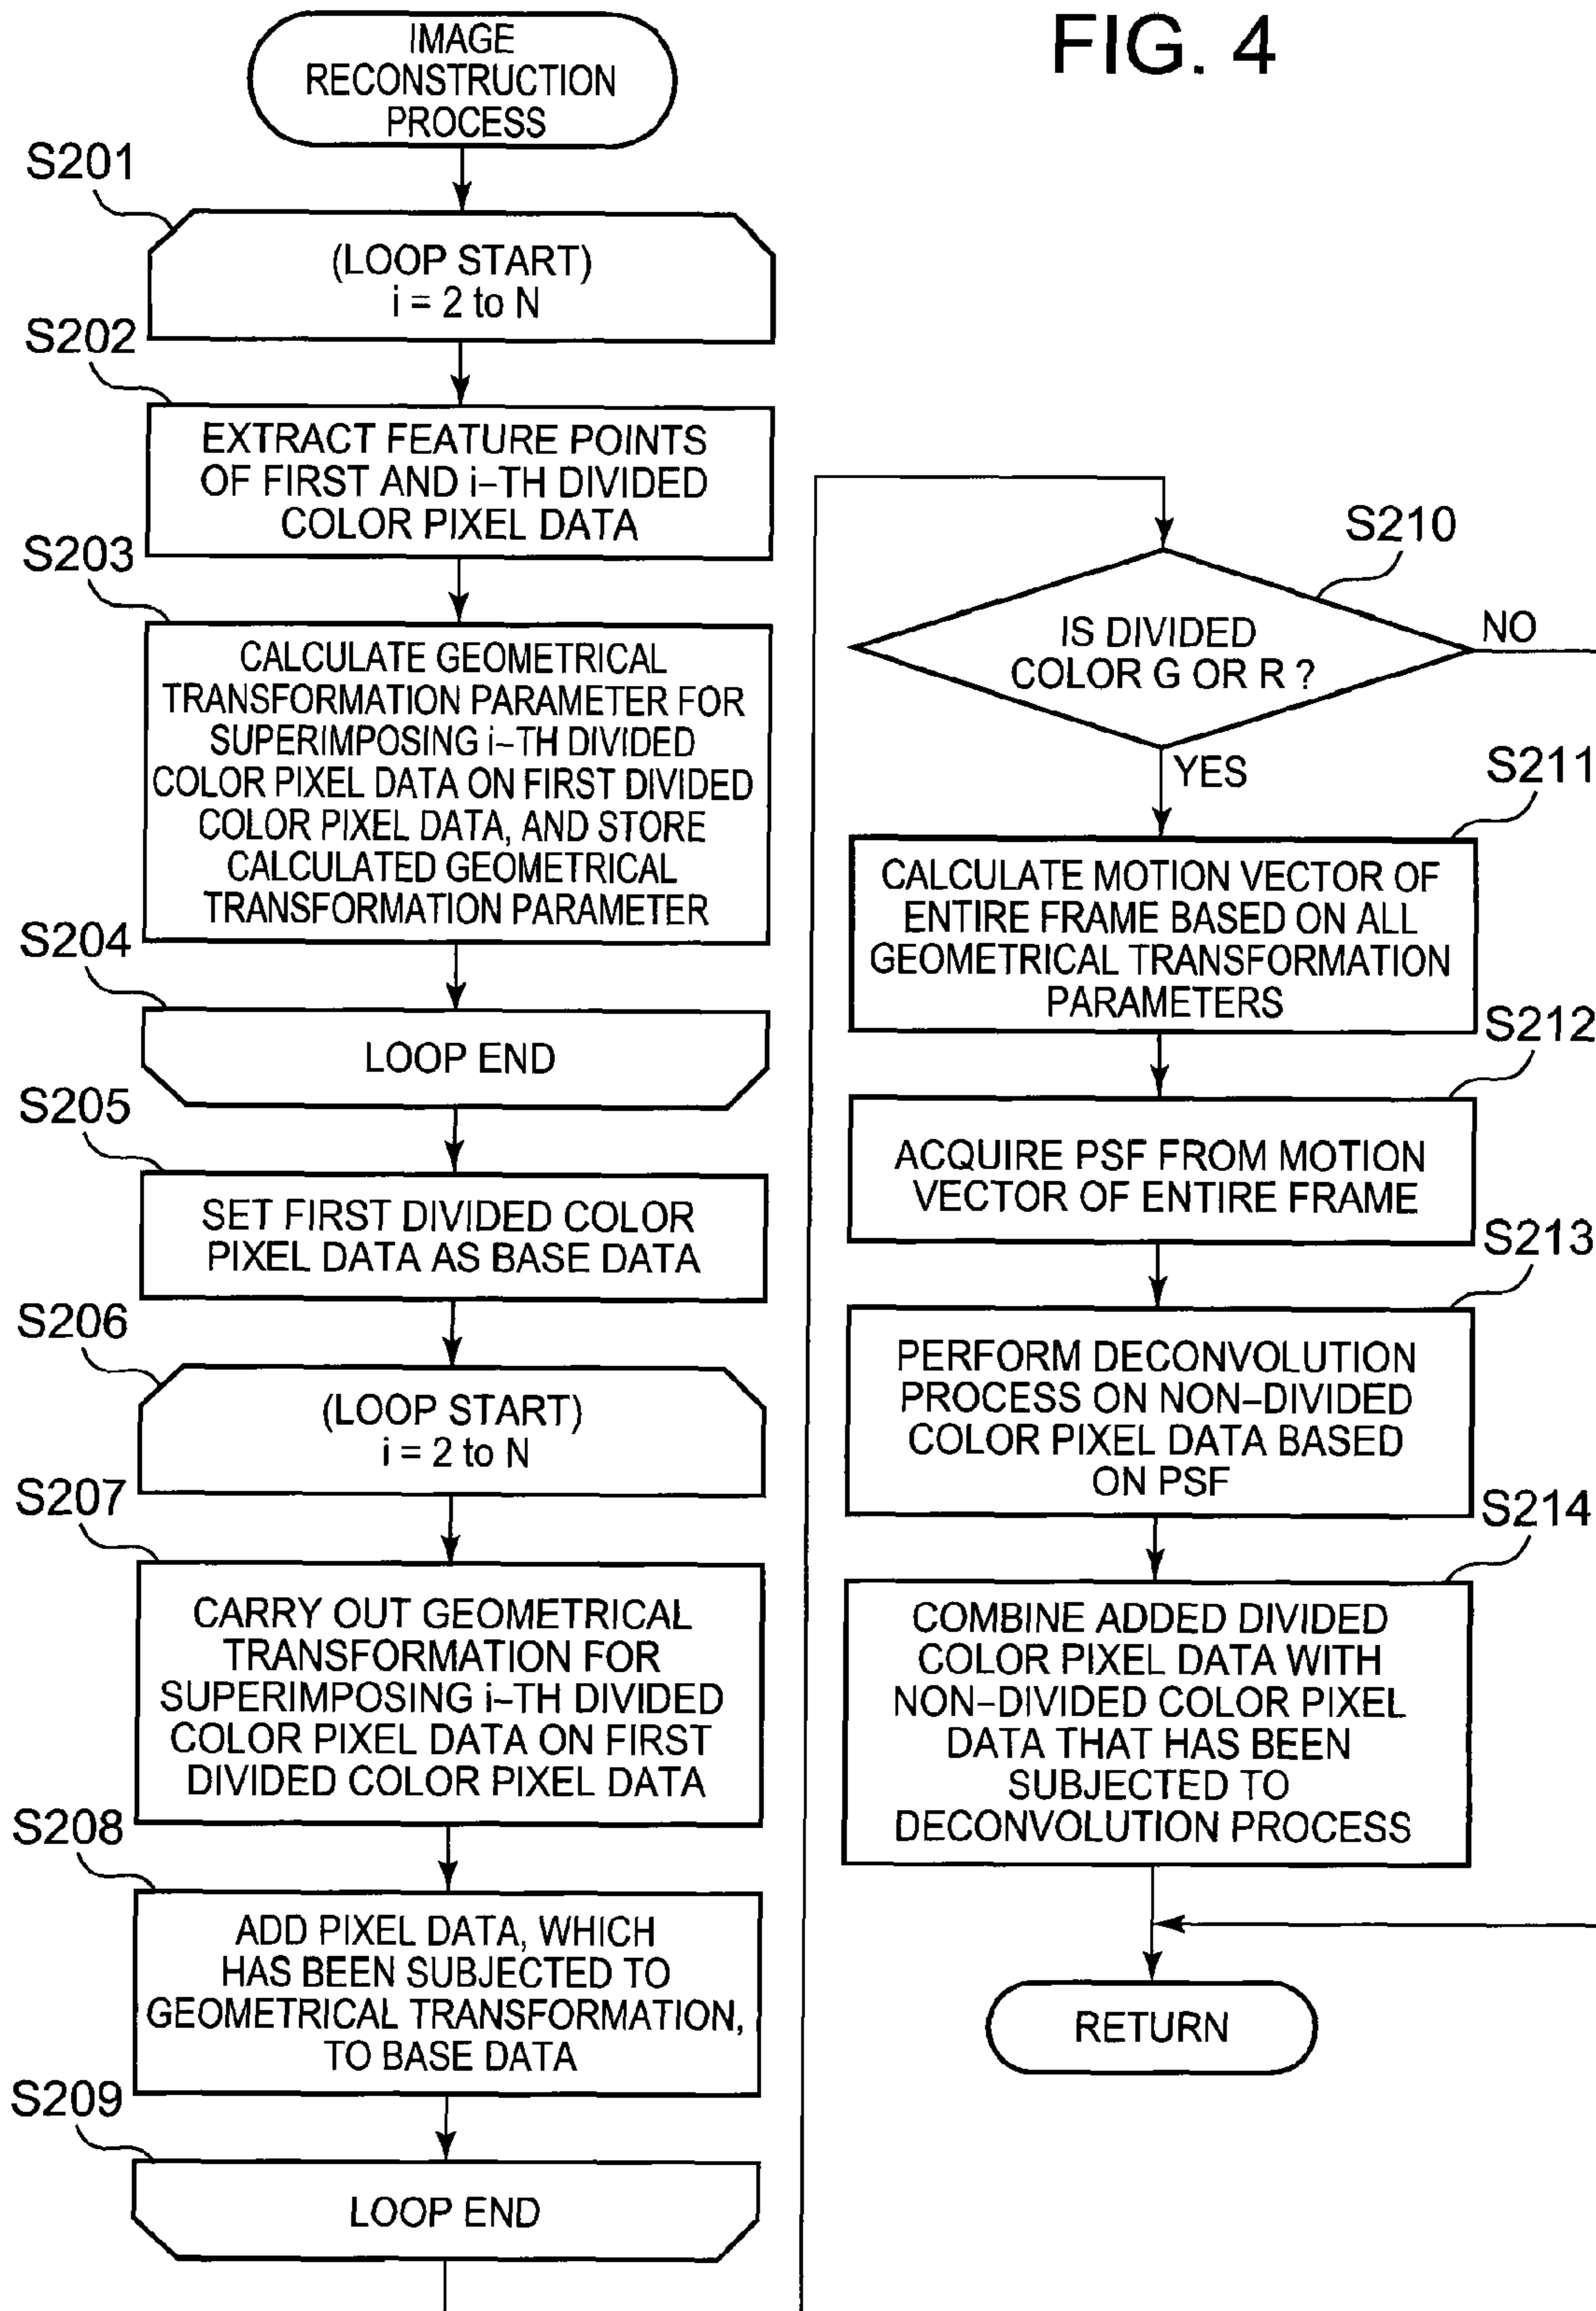 FIG. 4
IMAGE
RECONSTRUCTION
PROCESS
S201
(LOOP START)
i = 2 to N
S202
EXTRACT FEATURE POINTS
OF FIRST AND i-TH DIVIDED
COLOR PIXEL DATA
S203
CALCULATE GEOMETRICAL
TRANSFORMATION PARAMETER FOR
SUPERIMPOSING i-TH DIVIDED
COLOR PIXEL DATA ON FIRST DIVIDED
COLOR PIXEL DATA, AND STORE
CALCULATED GEOMETRICAL
TRANSFORMATION PARAMETER
S204
LOOP END
S205
SET FIRST DIVIDED COLOR
PIXEL DATA AS BASE DATA
S206
(LOOP START)
i = 2 to N
S207
CARRY OUT GEOMETRICAL
TRANSFORMATION FOR
SUPERIMPOSING i-TH DIVIDED
COLOR PIXEL DATA ON FIRST
DIVIDED COLOR PIXEL DATA
S208
ADD PIXEL DATA, WHICH
HAS BEEN SUBJECTED TO
GEOMETRICAL TRANSFORMATION,
TO BASE DATA
S209
LOOP END
S210
IS DIVIDED
COLOR G OR R ?
NO
YES
S211
CALCULATE MOTION VECTOR OF
ENTIRE FRAME BASED ON ALL
GEOMETRICAL TRANSFORMATION
PARAMETERS
S212
ACQUIRE PSF FROM MOTION
VECTOR OF ENTIRE FRAME
S213
PERFORM DECONVOLUTION
PROCESS ON NON-DIVIDED
COLOR PIXEL DATA BASED
ON PSF
S214
COMBINE ADDED DIVIDED
COLOR PIXEL DATA WITH
NON-DIVIDED COLOR PIXEL
DATA THAT HAS BEEN
SUBJECTED TO
DECONVOLUTION PROCESS
RETURN